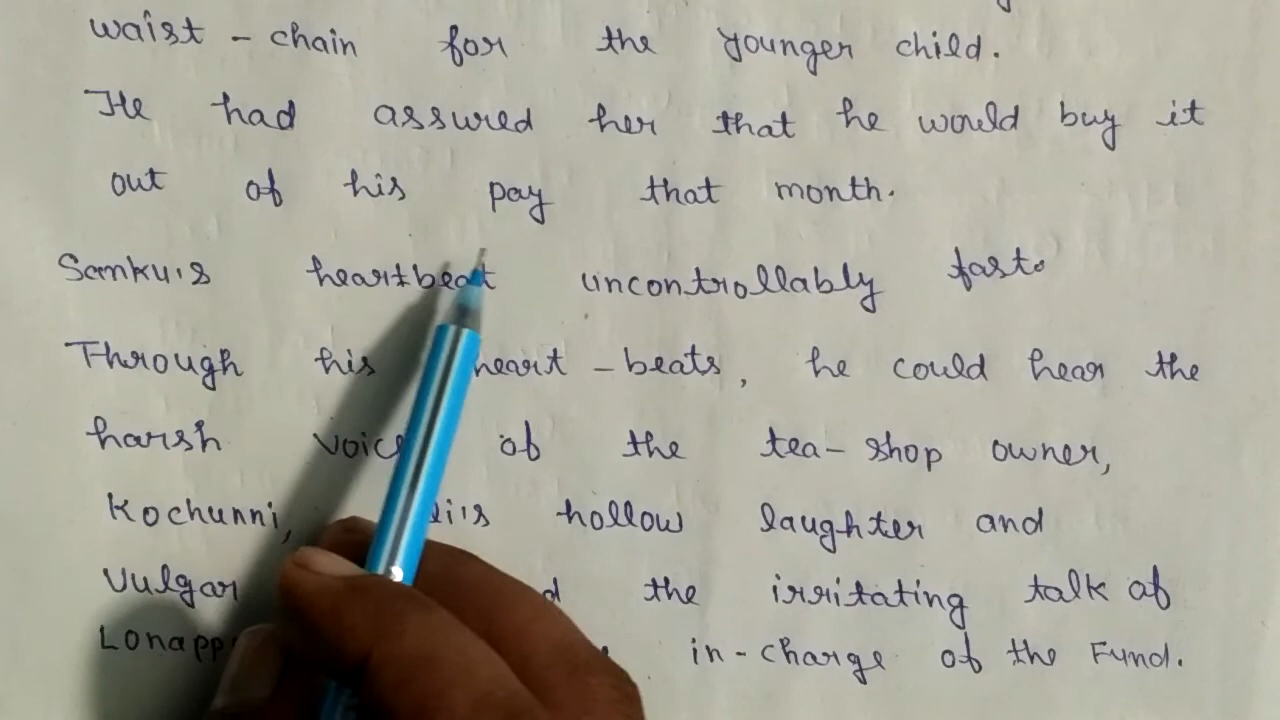 waist - chain for the younger child.
He had assured her that he would buy it
out of his pay that month.
Sanku's heartbeat uncontrollably fast.
Through his heart - beats, he could hear the
harsh voice of the tea - shop owner,
Kochunni, hollow laughter and
vulgar the irritating talk of
in - charge of the Fund.